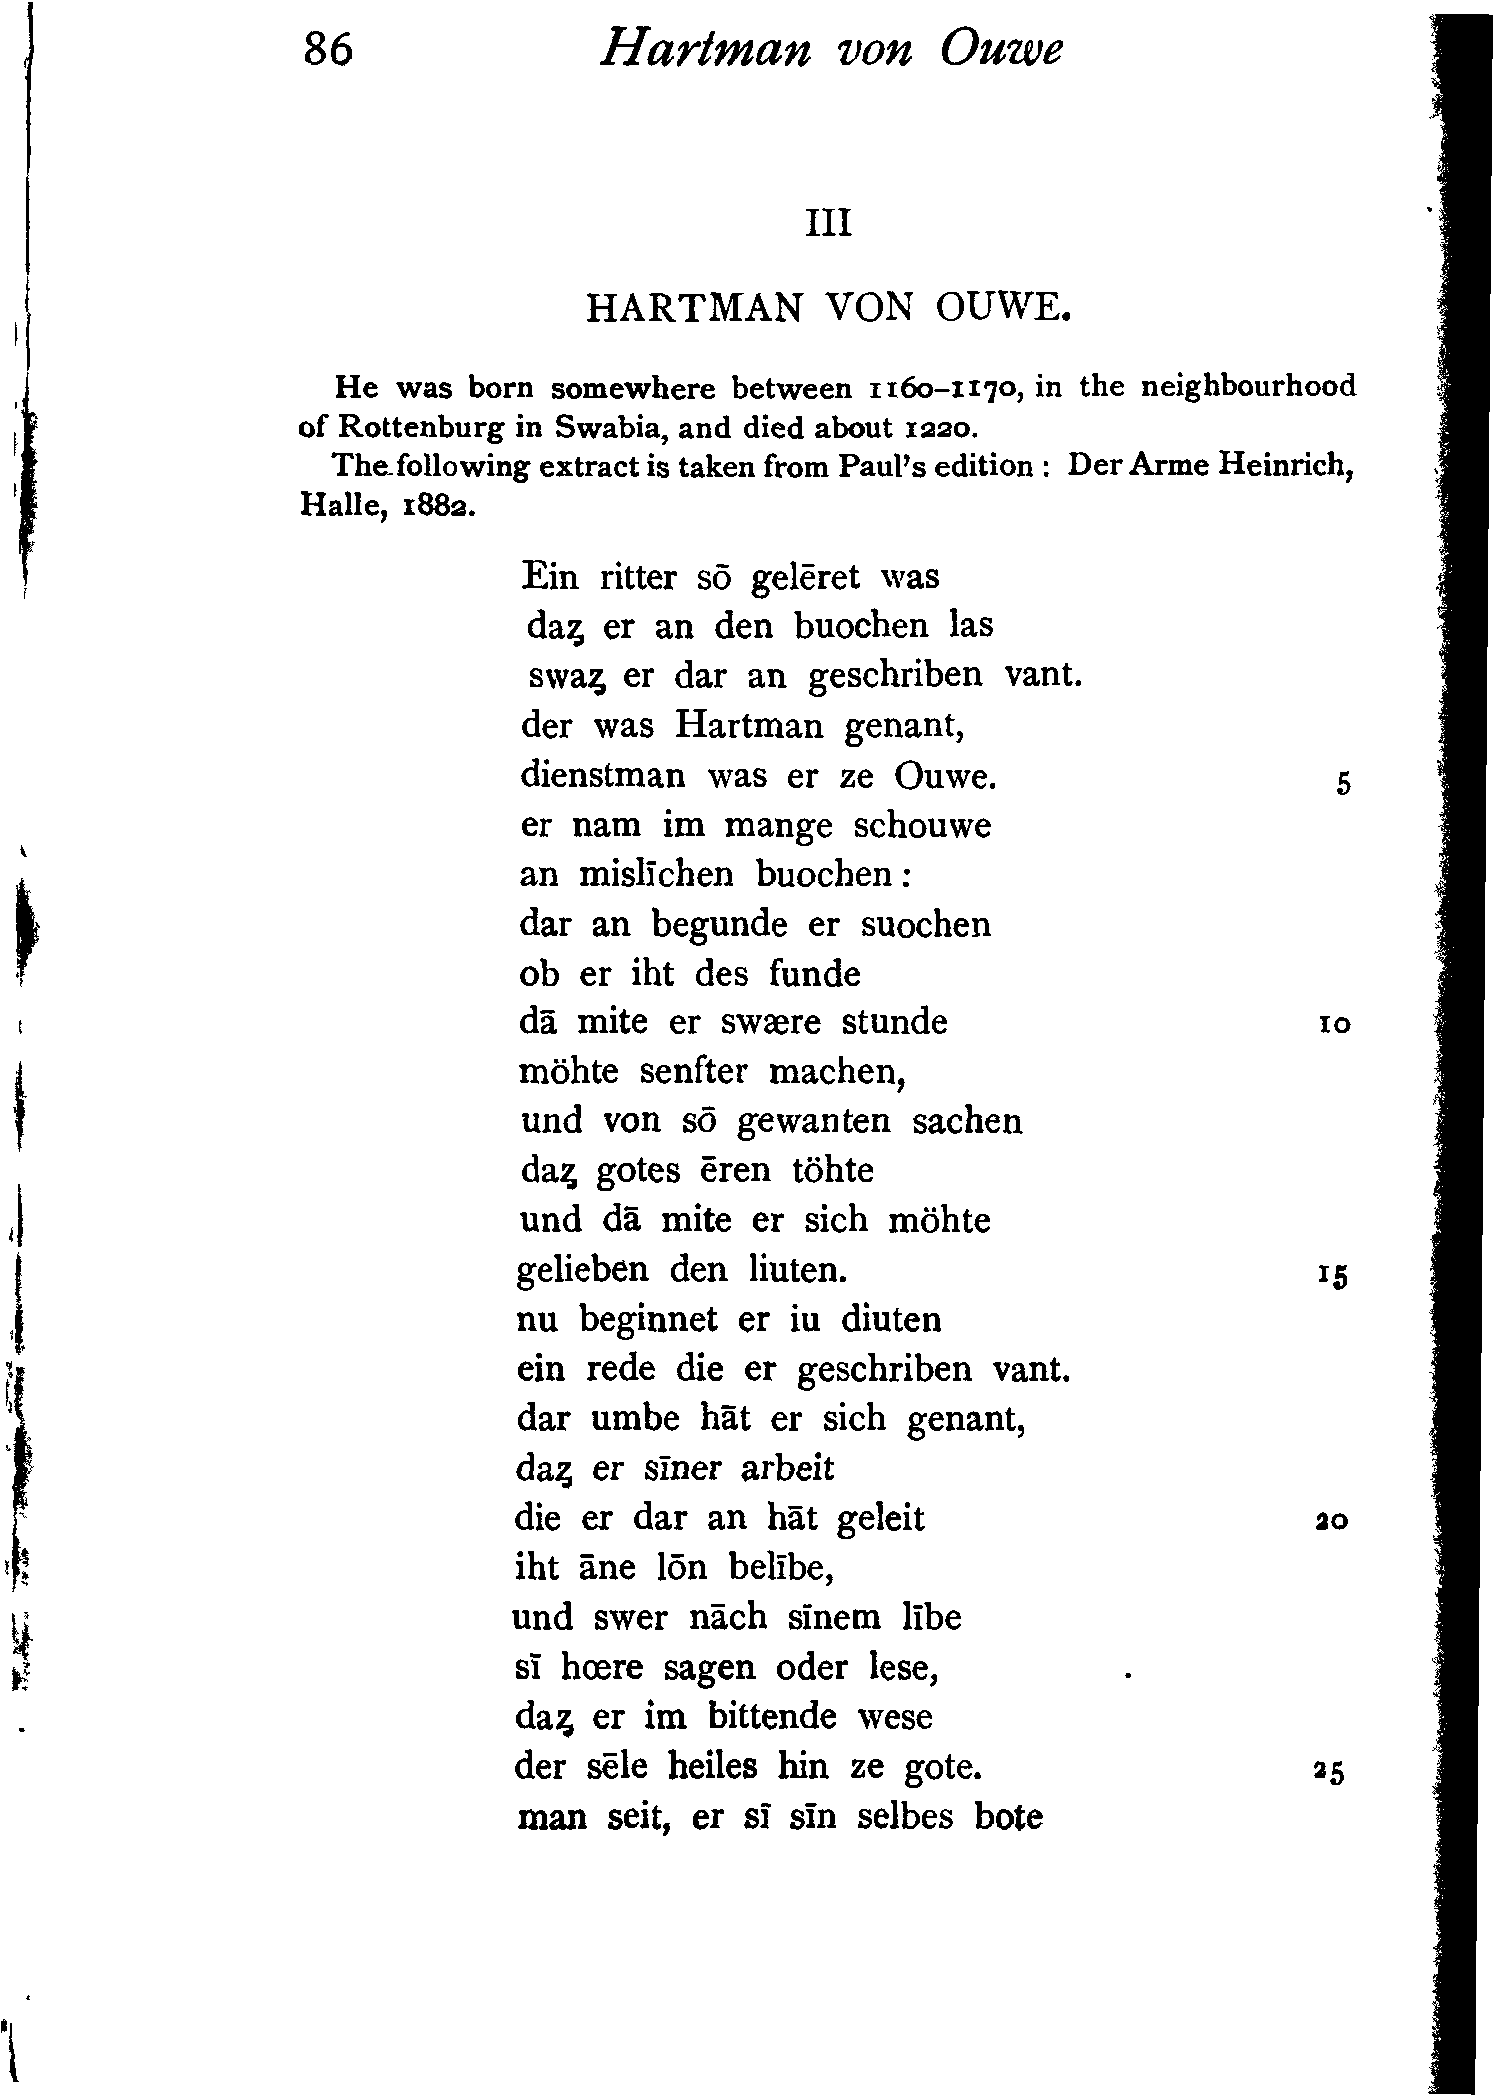 86 Hartman von Ouwe
III
HARTMAN VON OUWE.
He was born somewhere between 1160–1170, in the neighbourhood
of Rottenburg in Swabia, and died about 1220.
The following extract is taken from Paul's edition : Der Arme Heinrich,
Halle, 1882.
Ein ritter sō gelēret was
daȥ er an den buochen las
swaȥ er dar an geschriben vant.
der was Hartman genant,
dienstman was er ze Ouwe. 5
er nam im mange schouwe
an mislīchen buochen :
dar an begunde er suochen
ob er iht des funde
dā mite er swære stunde 10
möhte senfter machen,
und von sō gewanten sachen
daȥ gotes ēren töhte
und dā mite er sich möhte
gelieben den liuten. 15
nu beginnet er iu diuten
ein rede die er geschriben vant.
dar umbe hāt er sich genant,
daȥ er sīner arbeit
die er dar an hāt geleit 20
iht āne lōn belībe,
und swer nāch sīnem lībe
sī hœre sagen oder lese,
daȥ er im bittende wese
der sēle heiles hin ze gote. 25
man seit, er sī sīn selbes bote